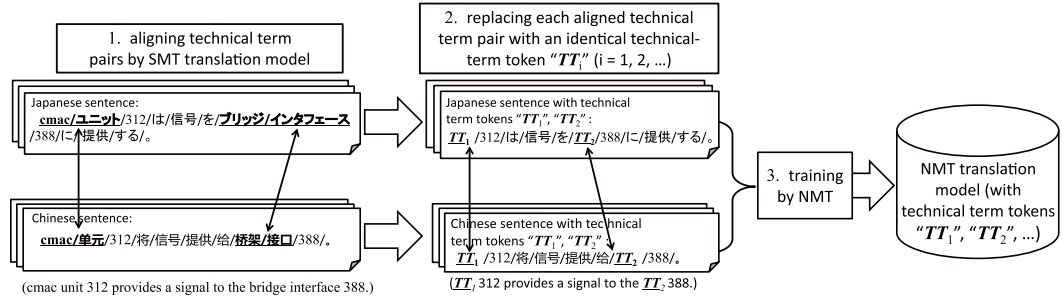 1. aligning technical term
pairs by SMT translation model
2. replacing each aligned technical
term pair with an identical technical-
term token “TTi” (i = 1, 2, …)
Japanese sentence:
cmac/ユニット/312/は/信号/を/ブリッジ/インタフェース
/388/に/提供/する/。
Chinese sentence:
cmac/单元/312/将/信号/提供/给/桥架/接口/388/。
(cmac unit 312 provides a signal to the bridge interface 388.)
Japanese sentence with technical
term tokens “TT1”, “TT2” :
TT1 /312/は/信号/を/TT2/388/に/提供/する/。
Chinese sentence with technical
term tokens “TT1”, “TT2” :
TT1 /312/将/信号/提供/给/TT2 /388/。
(TT1 312 provides a signal to the TT2 388.)
3. training
by NMT
NMT translation
model (with
technical term tokens
“TT1”, “TT2”, …)